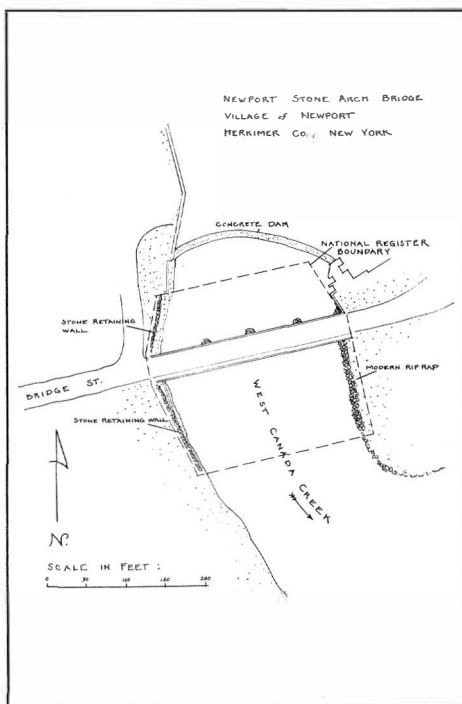 NEWPORT STONE ARCH BRIDGE
VILLAGE of NEWPORT
HERKIMER CO., NEW YORK
CONCRETE DAM
NATIONAL REGISTER
BOUNDARY
STONE RETAINING
WALL
MODERN RIP RAP
BRIDGE ST.
STONE RETAINING WALL
WEST CANADA CREEK
N.
SCALE IN FEET :
0 50 100 150 200